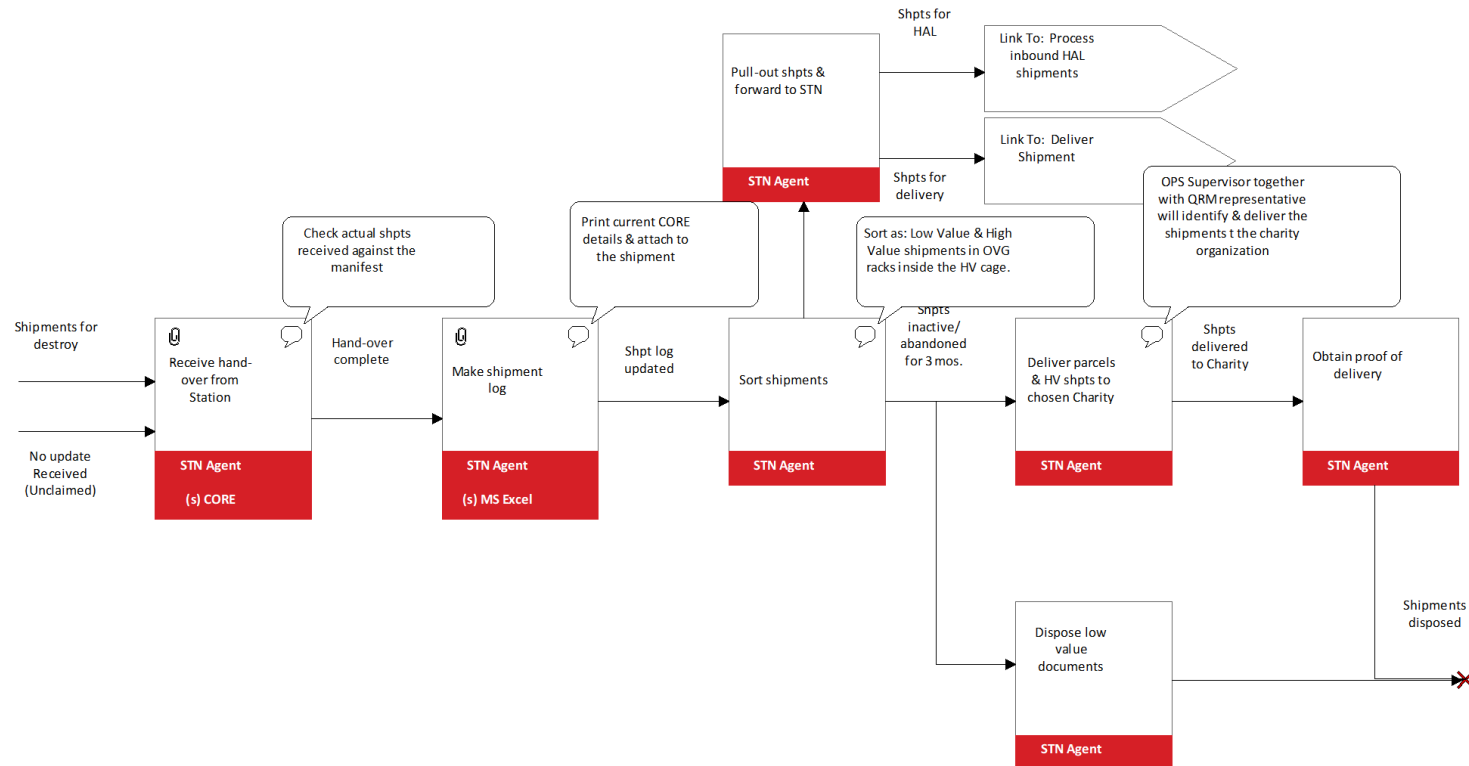 Shpts for
HAL
Link To:  Process
inbound HAL
shipments
Pull-out shpts &
forward to STN
STN Agent
Link To:  Deliver
Shipment
Shpts for
delivery
OPS Supervisor together
with QRM representative
will identify & deliver the
shipments t the charity
organization
Print current CORE
details & attach to
the shipment
Check actual shpts
received against the
manifest
Sort as: Low Value & High
Value shipments in OVG
racks inside the HV cage.
Shipments for
destroy
No update
Received
(Unclaimed)
Receive hand-
over from
Station
STN Agent
(s) CORE
Hand-over
complete
Make shipment
log
STN Agent
(s) MS Excel
Shpt log
updated
Sort shipments
STN Agent
Shpts
inactive/
abandoned
for 3 mos.
Deliver parcels
& HV shpts to
chosen Charity
STN Agent
Shpts
delivered
to Charity
Obtain proof of
delivery
STN Agent
Shipments
disposed
Dispose low
value
documents
STN Agent